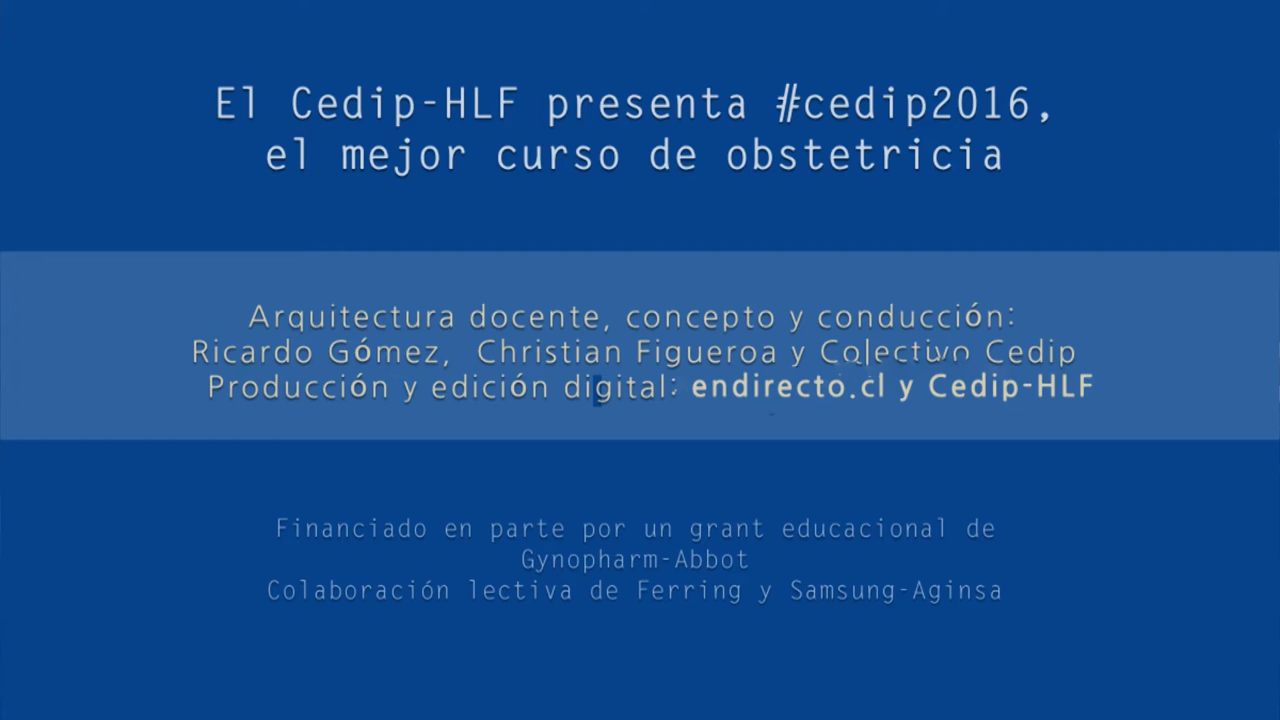 El Cedip-HLF presenta #cedip2016,
el mejor curso de obstetricia
Arquitectura docente, concepto y conducción:
Ricardo Gómez, Christian Figueroa y Colectivo Cedip
Producción y edición digital: endirecto.cl y Cedip-HLF
Financiado en parte por un grant educacional de
Gynopharm-Abbot
Colaboración lectiva de Ferring y Samsung-Aginsa